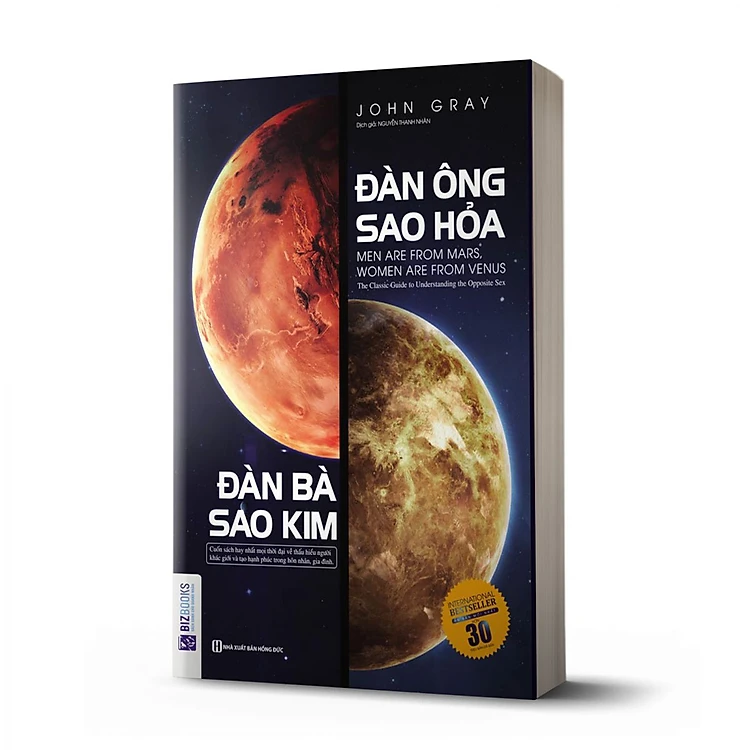 JOHN GRAY
Dịch giả: NGUYỄN THANH NHÀN
ĐÀN ÔNG
SAO HỎA
MEN ARE FROM MARS,
WOMEN ARE FROM VENUS
The Classic Guide to Understanding the Opposite Sex
ĐÀN BÀ
SAO KIM
Cuốn sách hay nhất mọi thời đại về thấu hiểu người
khác giới và tạo hạnh phúc trong hôn nhân, gia đình.
BIZBOOKS
NHÀ XUẤT BẢN HỒNG ĐỨC
INTERNATIONAL
BESTSELLER
30